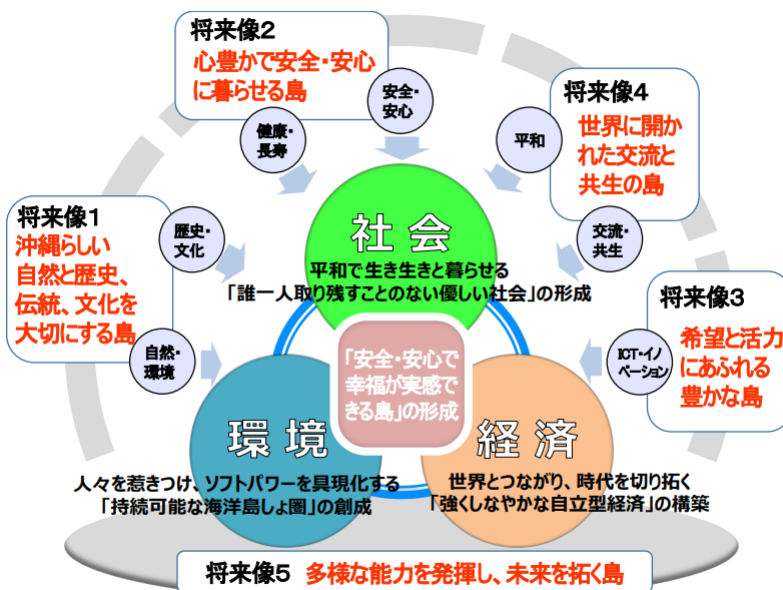 将来像2
心豊かで安全・安心
に暮らせる島
安全・
安心
健康・
長寿
将来像4
世界に開か
れた交流と
共生の島
平和
交流・
共生
将来像1
沖縄らしい
自然と歴史、
伝統、文化を
大切にする島
歴史・
文化
自然・
環境
将来像3
希望と活力
にあふれる
豊かな島
ICT・イノ
ベーション
社会
平和で生き生きと暮らせる
「誰一人取り残すことのない優しい社会」の形成
「安全・安心で
幸福が実感で
きる島」の形成
環境
人々を惹きつけ、ソフトパワーを具現化する
「持続可能な海洋島しょ圏」の創成
経済
世界とつながり、時代を切り拓く
「強くしなやかな自立型経済」の構築
将来像5 多様な能力を発揮し、未来を拓く島